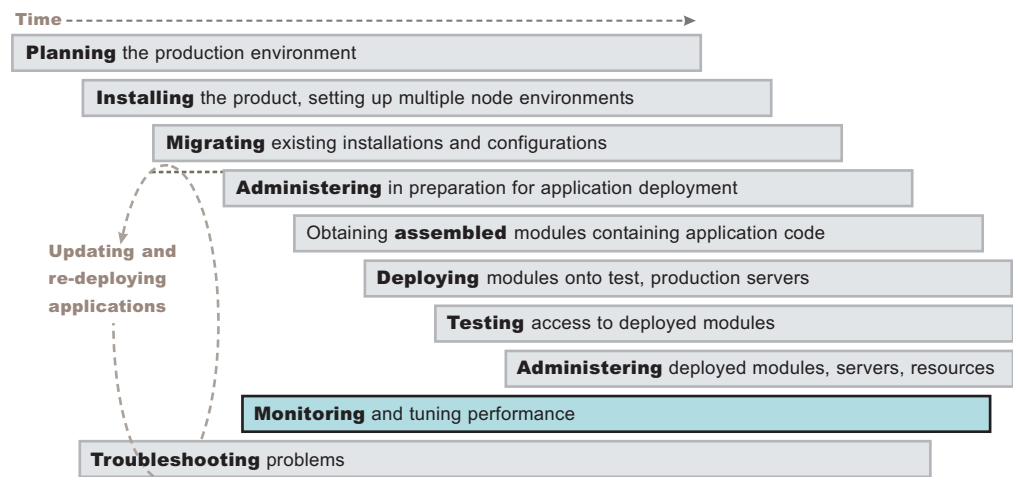 Time
Planning the production environment
Installing the product, setting up multiple node environments
Migrating existing installations and configurations
Administering in preparation for application deployment
Obtaining assembled modules containing application code
Updating and
re-deploying
applications
Deploying modules onto test, production servers
Testing access to deployed modules
Administering deployed modules, servers, resources
Monitoring and tuning performance
Troubleshooting problems